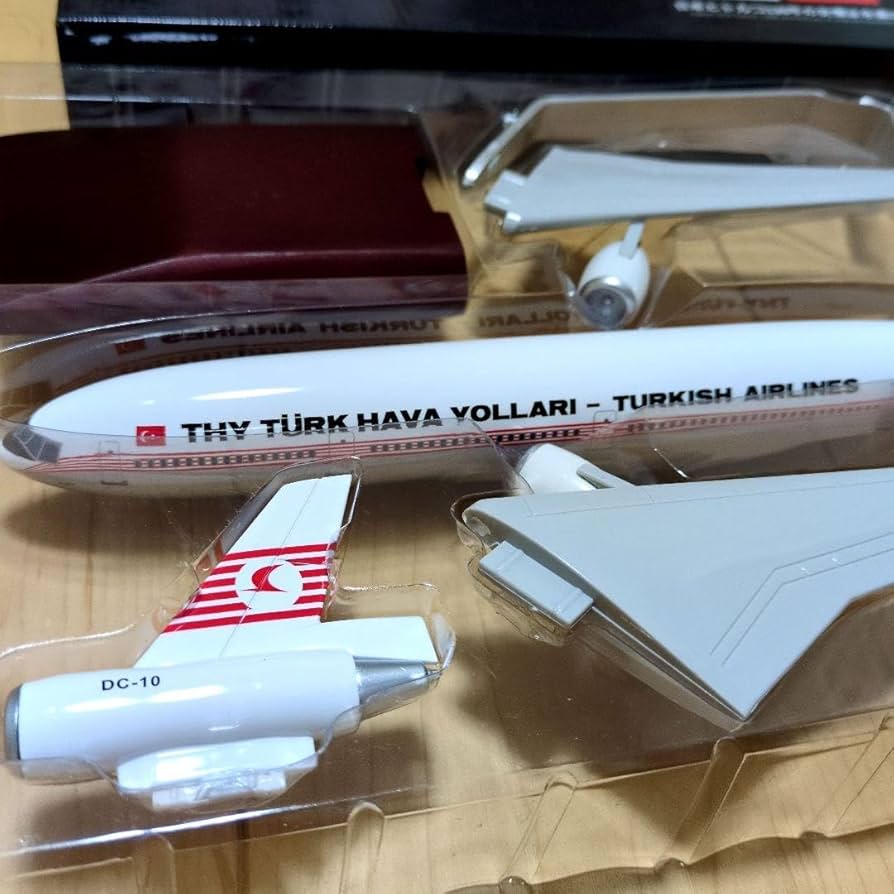 THY TÜRK HAVA YOLLARI - TURKISH AIRLINES
DC-10